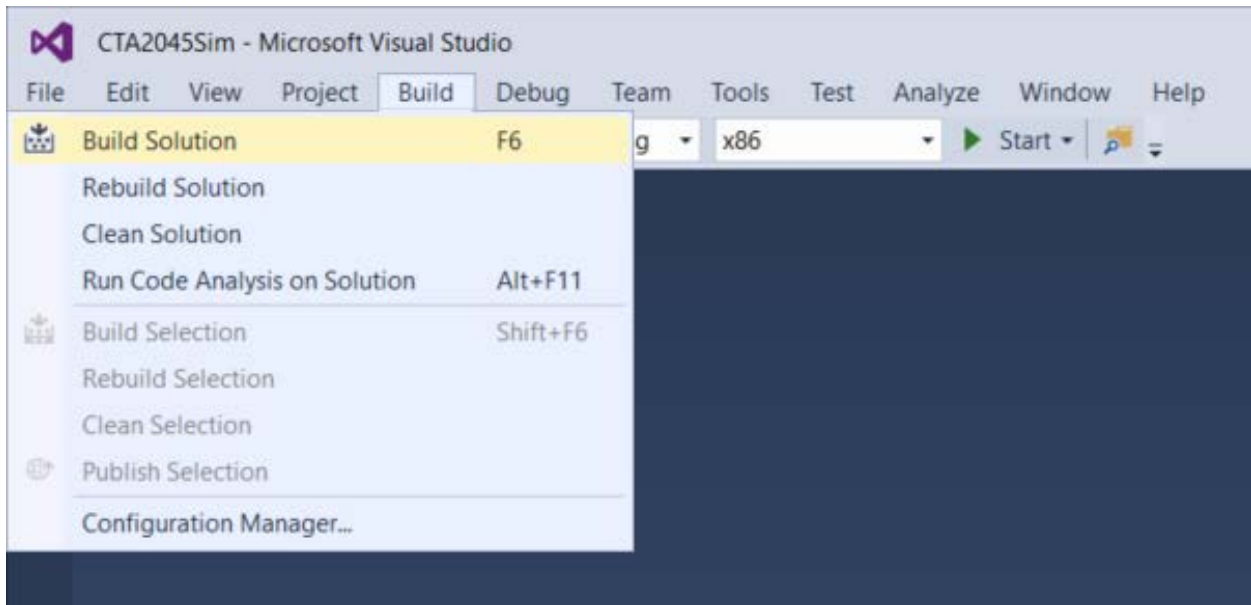 CTA2045Sim - Microsoft Visual Studio
File Edit View Project Build Debug Team Tools Test Analyze Window Help
Build Solution F6 g x86 Start
Rebuild Solution
Clean Solution
Run Code Analysis on Solution Alt+F11
Build Selection Shift+F6
Rebuild Selection
Clean Selection
Publish Selection
Configuration Manager...